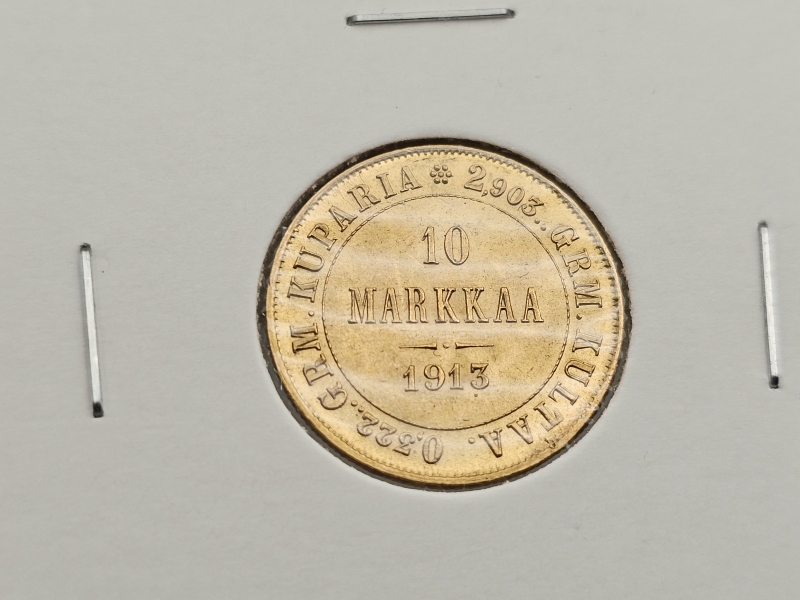 10
MARKKAA
1913
2,903..GRM.KULTAA. 0,322..GRM.KUPARIA